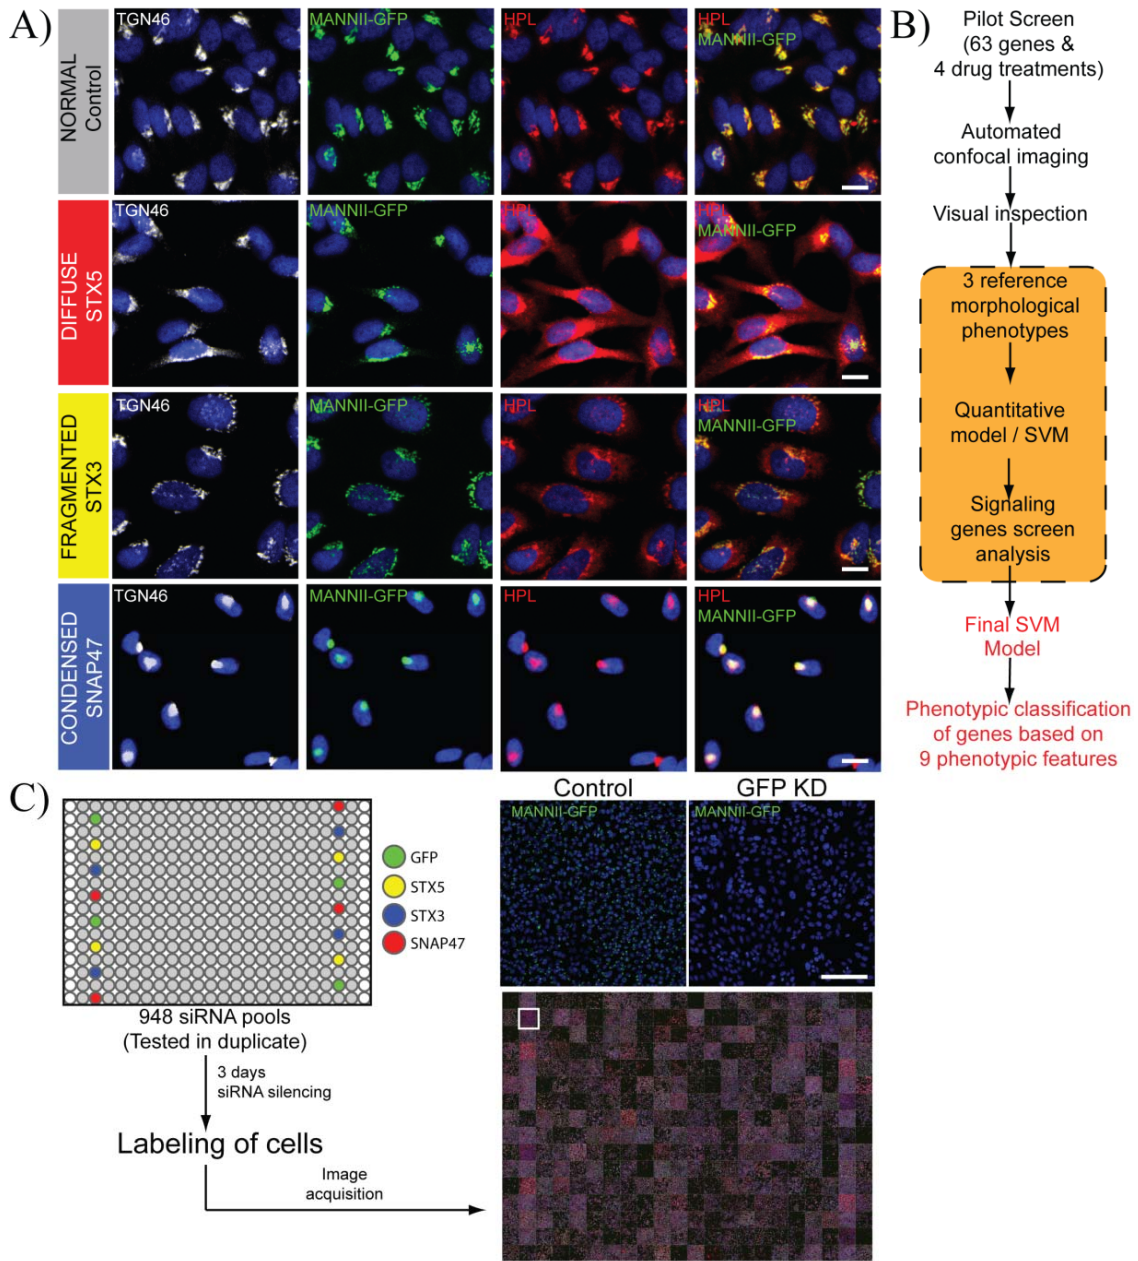 A)
NORMAL
Control
TGN46
MANNII-GFP
HPL
HPL
MANNII-GFP
DIFFUSE
STX5
TGN46
MANNII-GFP
HPL
HPL
MANNII-GFP
FRAGMENTED
STX3
TGN46
MANNII-GFP
HPL
HPL
MANNII-GFP
CONDENSED
SNAP47
TGN46
MANNII-GFP
HPL
HPL
MANNII-GFP
B)
Pilot Screen
(63 genes &
4 drug treatments)
Automated
confocal imaging
Visual inspection
3 reference
morphological
phenotypes
Quantitative
model / SVM
Signaling
genes screen
analysis
Final SVM
Model
Phenotypic classification
of genes based on
9 phenotypic features
C)
GFP
STX5
STX3
SNAP47
948 siRNA pools
(Tested in duplicate)
3 days
siRNA silencing
Labeling of cells
Image
acquisition
Control
GFP KD
MANNII-GFP
MANNII-GFP